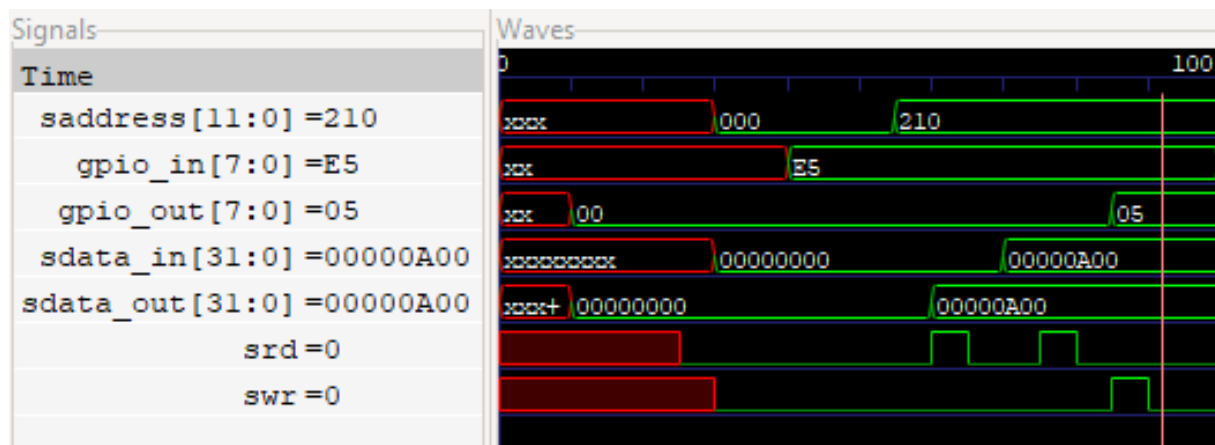 Signals Waves
Time 0 100
saddress[11:0] =210 xxx 000 210
gpio_in[7:0] =E5 xx E5
gpio_out[7:0] =05 xx 00 05
sdata_in[31:0] =00000A00 xxxxxxxxx 00000000 00000A00
sdata_out[31:0] =00000A00 xxx+ 00000000 00000A00
srd =0
swr =0